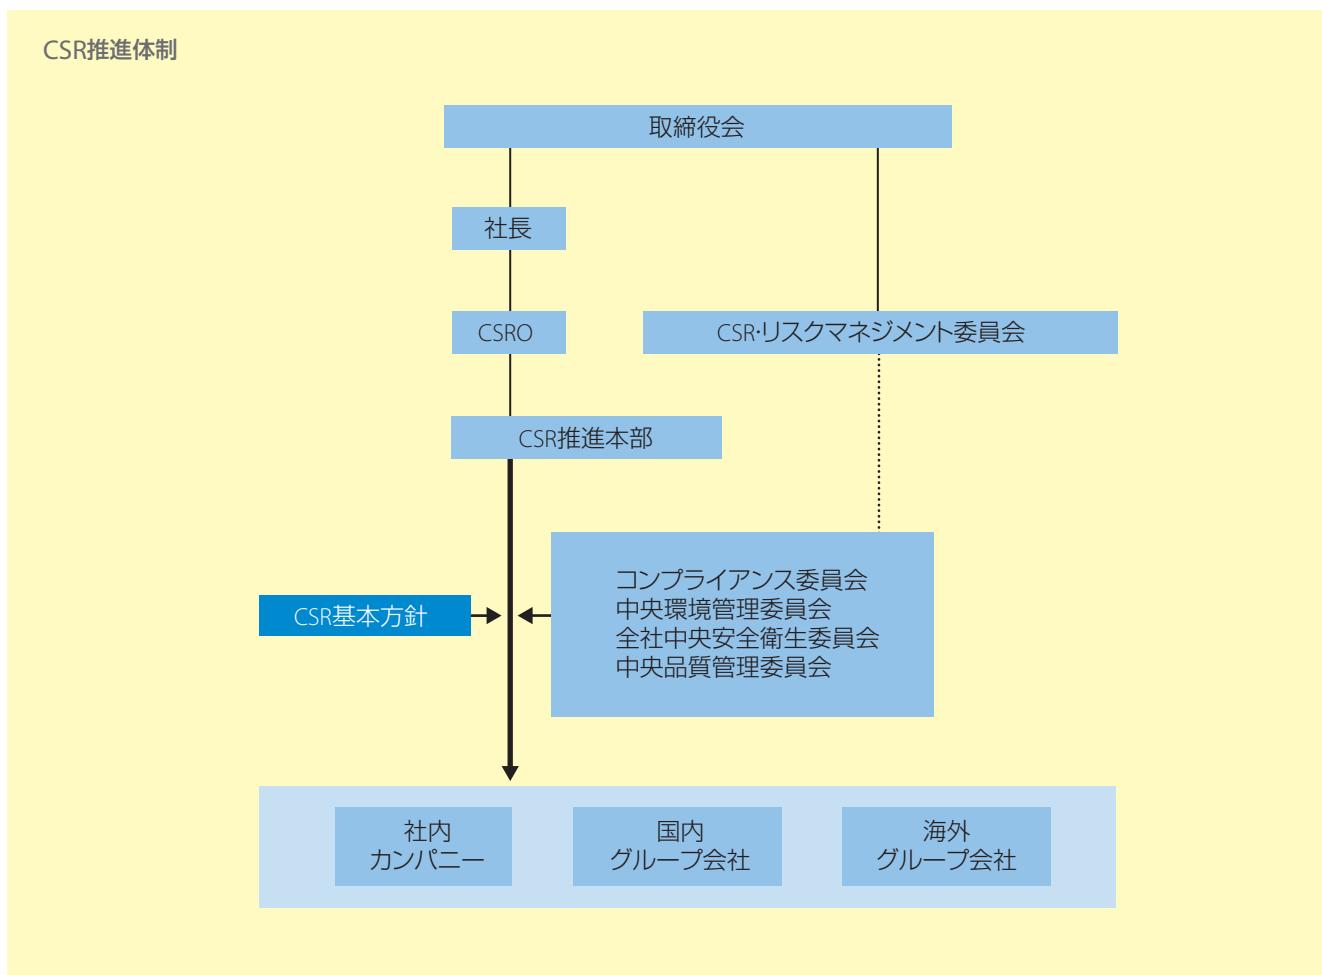 CSR推進体制
取締役会
社長
CSRO
CSR・リスクマネジメント委員会
CSR推進本部
コンプライアンス委員会
中央環境管理委員会
全社中央安全衛生委員会
中央品質管理委員会
CSR基本方針
社内
カンパニー
国内
グループ会社
海外
グループ会社